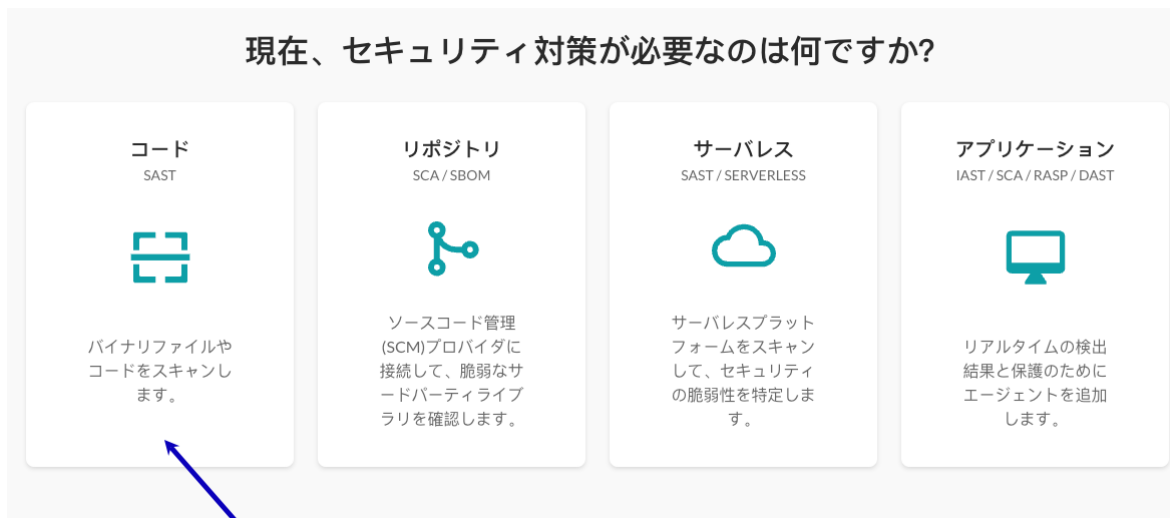 現在、セキュリティ対策が必要なのは何ですか?
コード
SAST
バイナリファイルや
コードをスキャンし
ます。
リポジトリ
SCA / SBOM
ソースコード管理
(SCM)プロバイダに
接続して、脆弱なサ
ードパーティライブ
ラリを確認します。
サーバレス
SAST / SERVERLESS
サーバレスプラット
フォームをスキャン
して、セキュリティ
の脆弱性を特定しま
す。
アプリケーション
IAST / SCA / RASP / DAST
リアルタイムの検出
結果と保護のために
エージェントを追加
します。